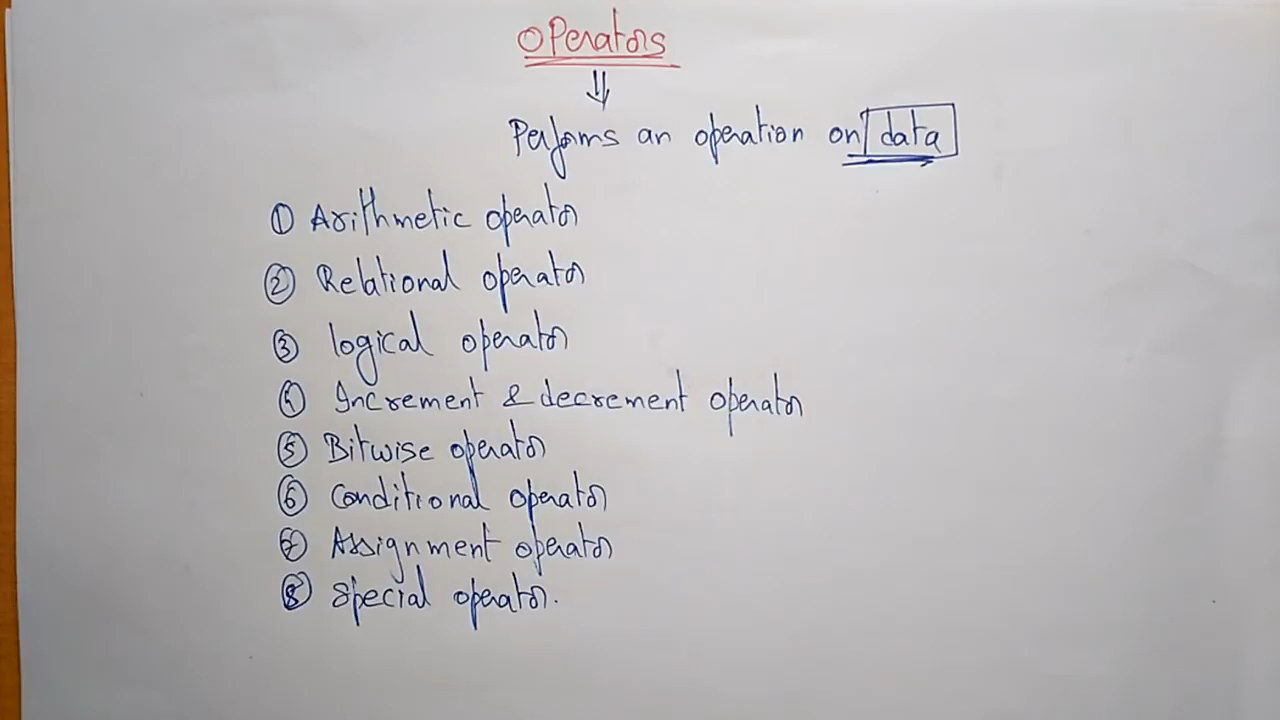 OPerators
Performs an operation on data
① Arithmetic operator
② Relational operator
③ logical operator
④ Increment & decrement operator
⑤ Bitwise operator
⑥ Conditional operator
⑦ Assignment operator
⑧ special operator.